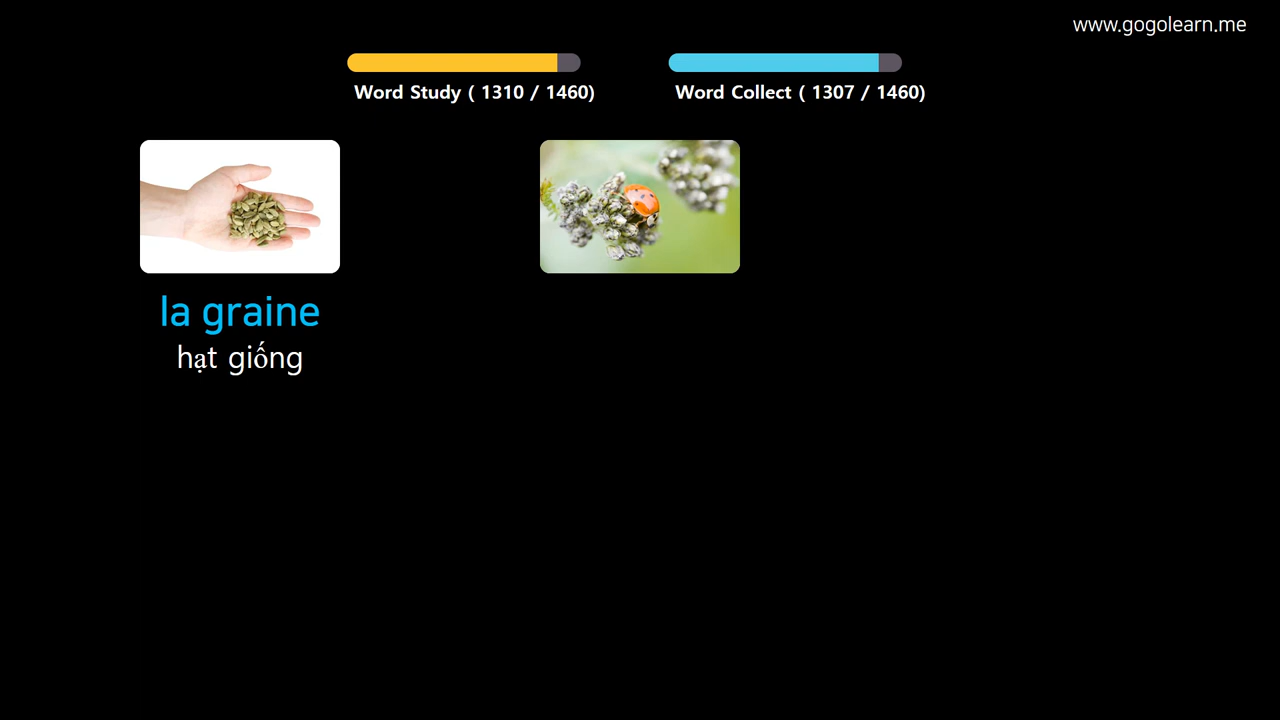 www.gogolearn.me
Word Study ( 1310 / 1460)
Word Collect ( 1307 / 1460)
la graine
hạt giống